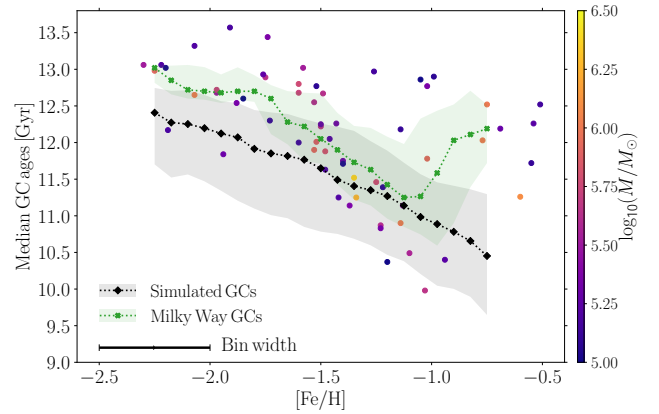 13.5
13.0
12.5
12.0
11.5
11.0
10.5
10.0
9.5
9.0
Median GC ages [Gyr]
Simulated GCs
Milky Way GCs
Bin width
−2.5 −2.0 −1.5 −1.0 −0.5
[Fe/H]
6.50
6.25
6.00
5.75
5.50
5.25
5.00
log₁₀(M/M☉)